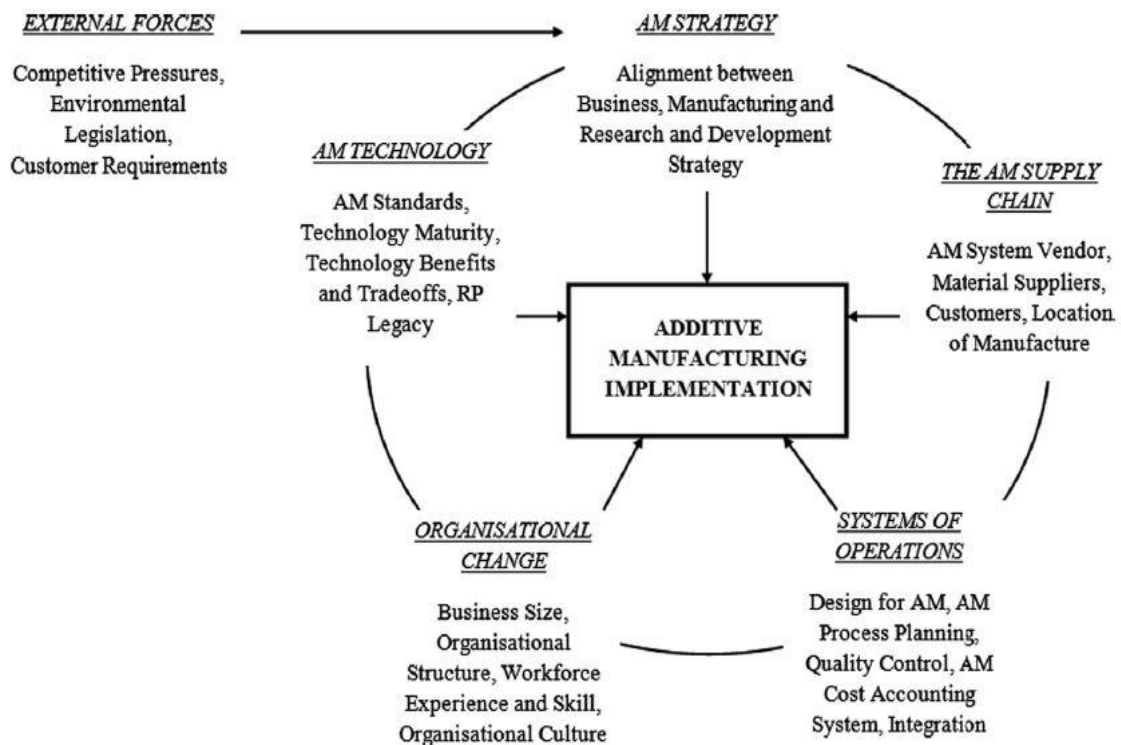 EXTERNAL FORCES
Competitive Pressures,
Environmental
Legislation,
Customer Requirements
AM STRATEGY
Alignment between
Business, Manufacturing and
Research and Development
Strategy
AM TECHNOLOGY
AM Standards,
Technology Maturity,
Technology Benefits
and Tradeoffs, RP
Legacy
THE AM SUPPLY
CHAIN
AM System Vendor,
Material Suppliers,
Customers, Location
of Manufacture
ADDITIVE
MANUFACTURING
IMPLEMENTATION
ORGANISATIONAL
CHANGE
Business Size,
Organisational
Structure, Workforce
Experience and Skill,
Organisational Culture
SYSTEMS OF
OPERATIONS
Design for AM, AM
Process Planning,
Quality Control, AM
Cost Accounting
System, Integration